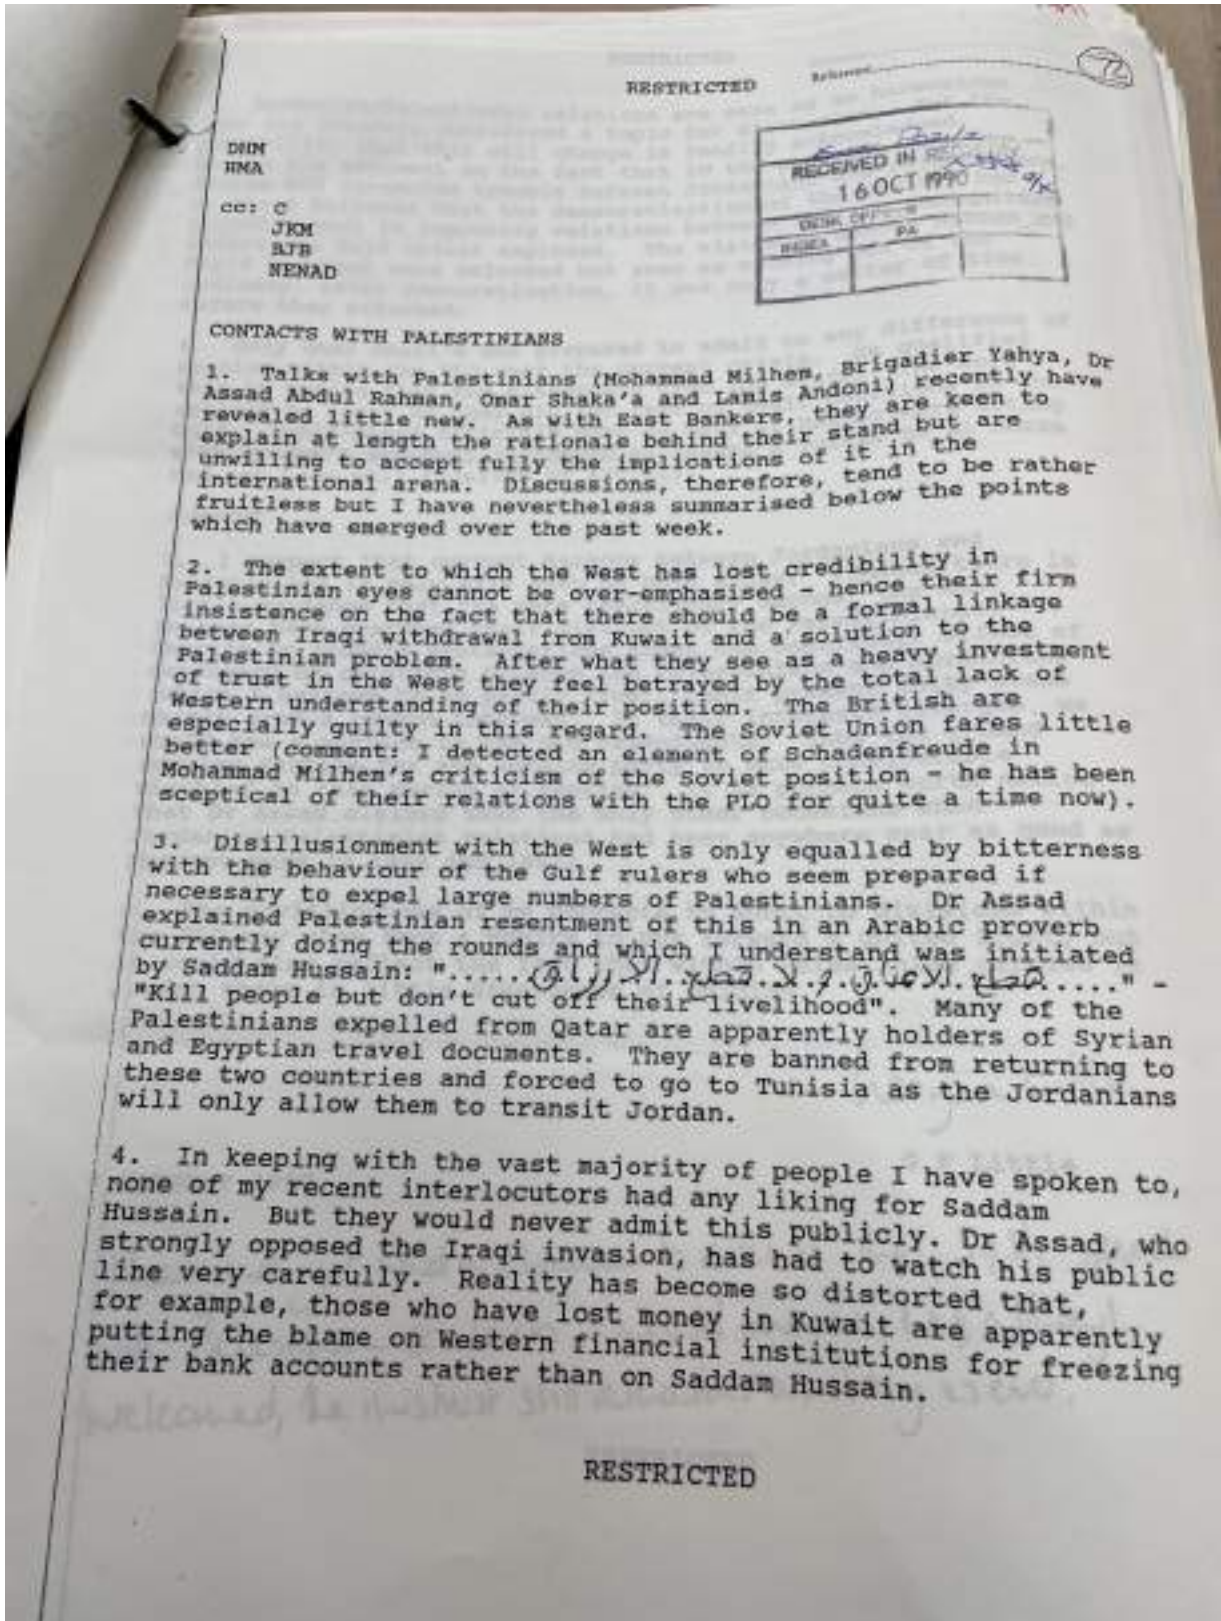 RESTRICTED
72
DHM
HMA
cc: C
JKM
BJB
NENAD
RECEIVED IN
16 OCT 1990
INDEX
PA
CONTACTS WITH PALESTINIANS
1. Talks with Palestinians (Mohammad Milhem, Brigadier Yahya, Dr
Assad Abdul Rahman, Omar Shaka'a and Lamis Andoni) recently have
revealed little new. As with East Bankers, they are keen to
explain at length the rationale behind their stand but are
unwilling to accept fully the implications of it in the
international arena. Discussions, therefore, tend to be rather
fruitless but I have nevertheless summarised below the points
which have emerged over the past week.
2. The extent to which the West has lost credibility in
Palestinian eyes cannot be over-emphasised - hence their firm
insistence on the fact that there should be a formal linkage
between Iraqi withdrawal from Kuwait and a solution to the
Palestinian problem. After what they see as a heavy investment
of trust in the West they feel betrayed by the total lack of
Western understanding of their position. The British are
especially guilty in this regard. The Soviet Union fares little
better (comment: I detected an element of Schadenfreude in
Mohammad Milhem's criticism of the Soviet position - he has been
sceptical of their relations with the PLO for quite a time now).
3. Disillusionment with the West is only equalled by bitterness
with the behaviour of the Gulf rulers who seem prepared if
necessary to expel large numbers of Palestinians. Dr Assad
explained Palestinian resentment of this in an Arabic proverb
currently doing the rounds and which I understand was initiated
by Saddam Hussain: "......قطع الاعناق و لا قطع الارزاق....." -
"Kill people but don't cut off their livelihood". Many of the
Palestinians expelled from Qatar are apparently holders of Syrian
and Egyptian travel documents. They are banned from returning to
these two countries and forced to go to Tunisia as the Jordanians
will only allow them to transit Jordan.
4. In keeping with the vast majority of people I have spoken to,
none of my recent interlocutors had any liking for Saddam
Hussain. But they would never admit this publicly. Dr Assad, who
strongly opposed the Iraqi invasion, has had to watch his public
line very carefully. Reality has become so distorted that,
for example, those who have lost money in Kuwait are apparently
putting the blame on Western financial institutions for freezing
their bank accounts rather than on Saddam Hussain.
RESTRICTED